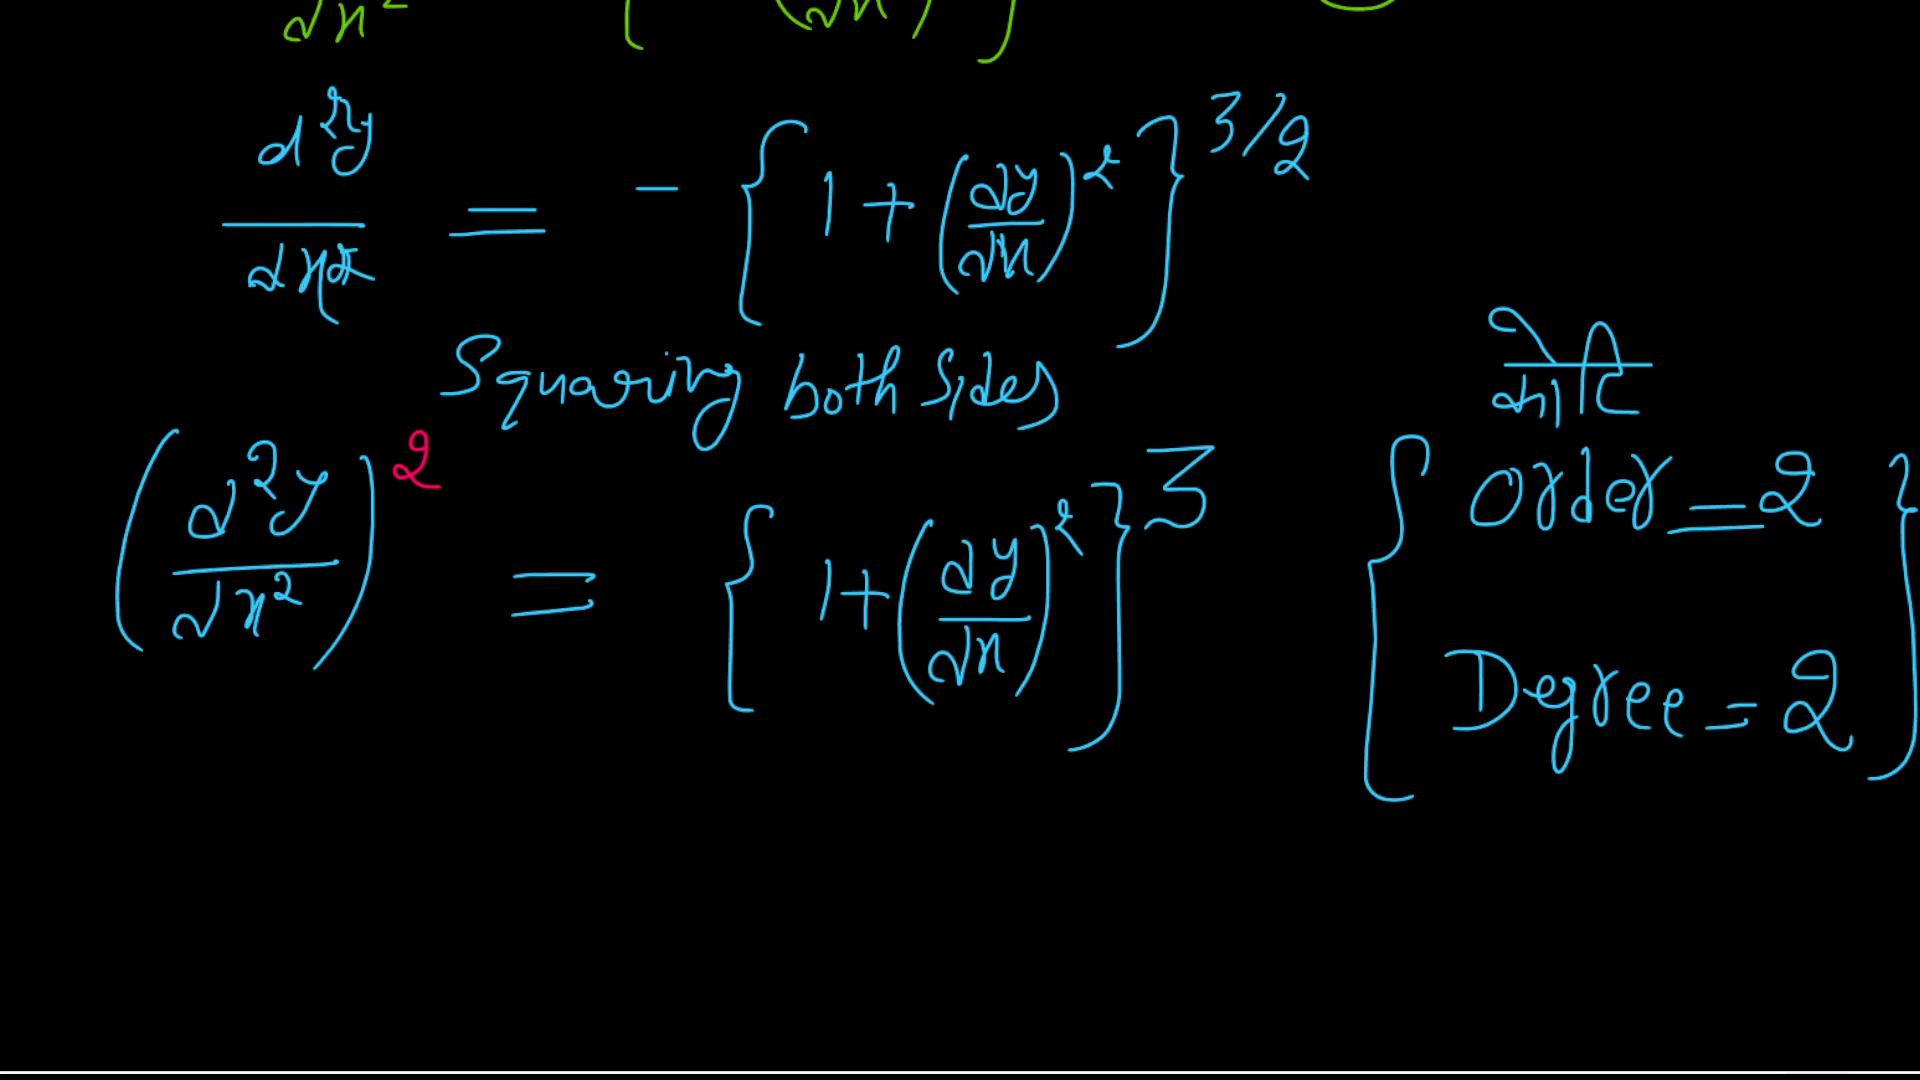 d²y/dx² = - {1 + (dy/dx)²}^3/2
Squaring both sides
(d²y/dx²)² = {1 + (dy/dx)²}^3
Order = 2
Degree = 2